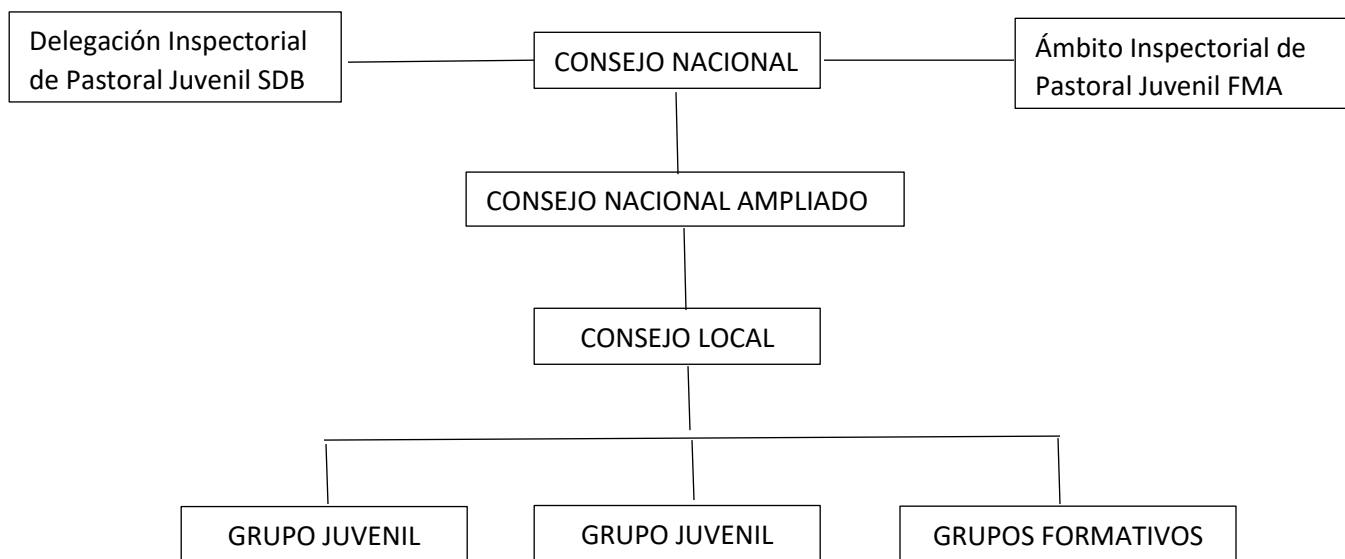 Delegación Inspectorial
de Pastoral Juvenil SDB
CONSEJO NACIONAL
Ámbito Inspectorial de
Pastoral Juvenil FMA
CONSEJO NACIONAL AMPLIADO
CONSEJO LOCAL
GRUPO JUVENIL
GRUPO JUVENIL
GRUPOS FORMATIVOS